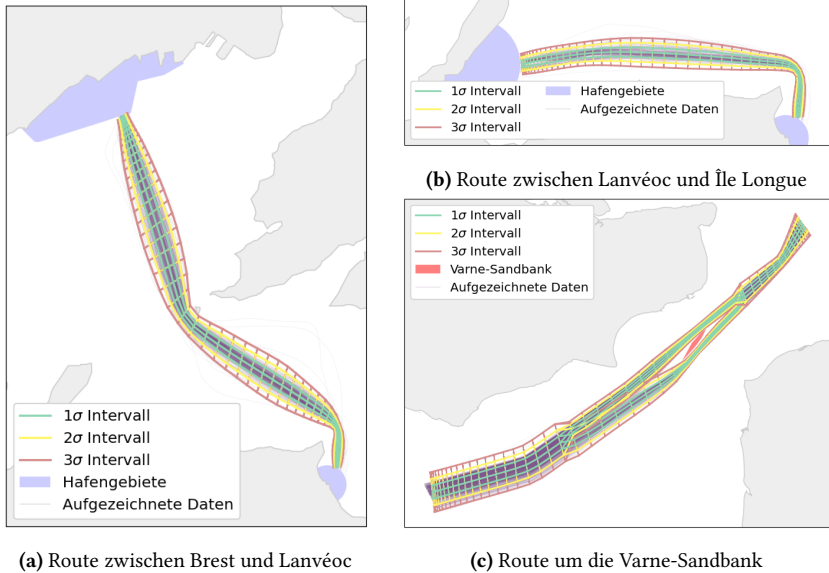 1σ Intervall
2σ Intervall
3σ Intervall
Hafengebiete
Aufgezeichnete Daten
(a) Route zwischen Brest und Lanvéoc
1σ Intervall
2σ Intervall
3σ Intervall
Hafengebiete
Aufgezeichnete Daten
(b) Route zwischen Lanvéoc und Île Longue
1σ Intervall
2σ Intervall
3σ Intervall
Varne-Sandbank
Aufgezeichnete Daten
(c) Route um die Varne-Sandbank